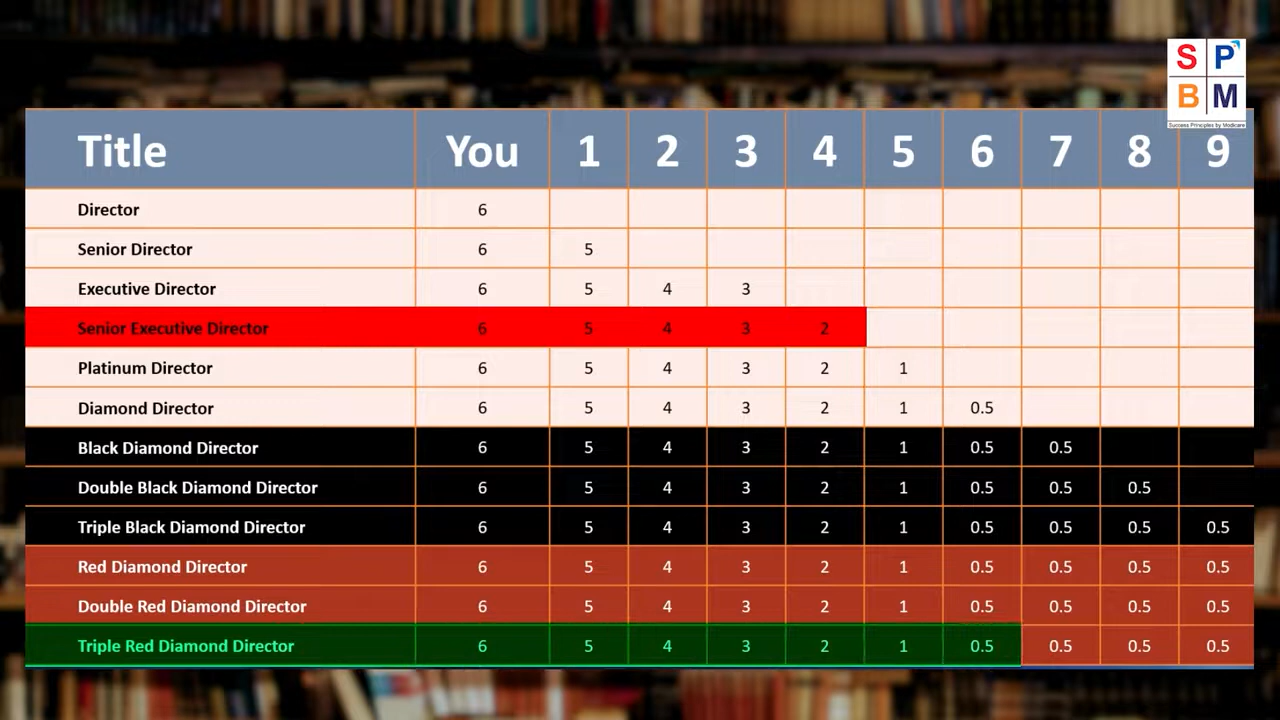 S P
B M
Success Principles by Modicare
Title You 1 2 3 4 5 6 7 8 9
Director 6
Senior Director 6 5
Executive Director 6 5 4 3
Senior Executive Director 6 5 4 3 2
Platinum Director 6 5 4 3 2 1
Diamond Director 6 5 4 3 2 1 0.5
Black Diamond Director 6 5 4 3 2 1 0.5 0.5
Double Black Diamond Director 6 5 4 3 2 1 0.5 0.5 0.5
Triple Black Diamond Director 6 5 4 3 2 1 0.5 0.5 0.5 0.5
Red Diamond Director 6 5 4 3 2 1 0.5 0.5 0.5 0.5
Double Red Diamond Director 6 5 4 3 2 1 0.5 0.5 0.5 0.5
Triple Red Diamond Director 6 5 4 3 2 1 0.5 0.5 0.5 0.5